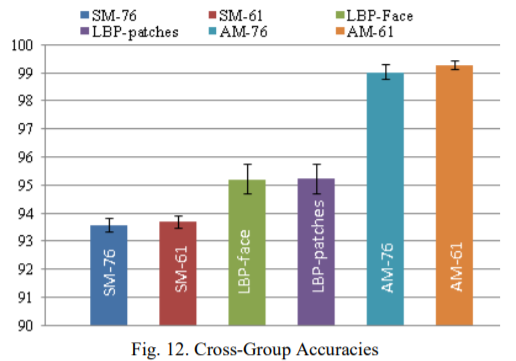 SM-76 SM-61 LBP-Face
LBP-patches AM-76 AM-61
100
99
98
97
96
95
94
93
92
91
90
SM-76
SM-61
LBP-face
LBP-patches
AM-76
AM-61
Fig. 12. Cross-Group Accuracies